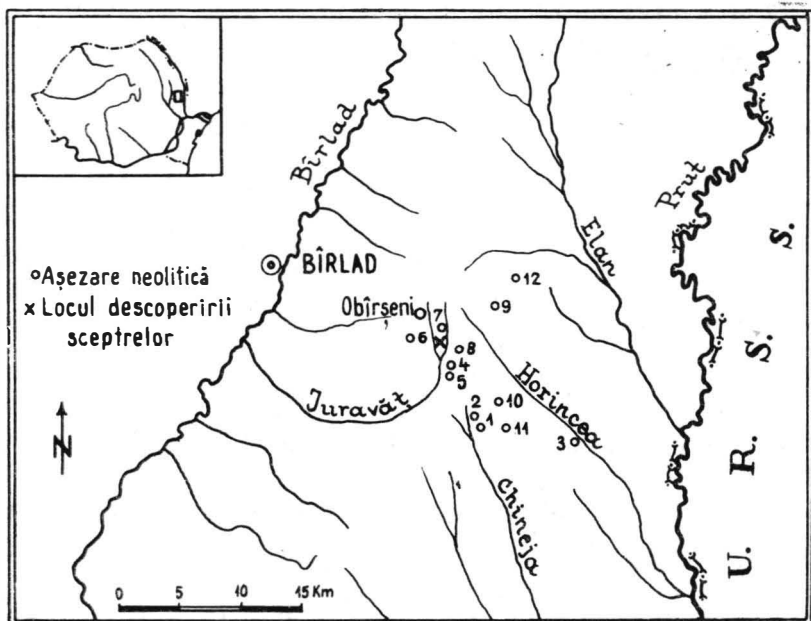 Bîrlad
Prut
Elan
S.
BÎRLAD
oAșezare neolitică
x Locul descoperirii
sceptrelor
Obîrșeni
12
9
7
6
8
4
5
S.
Juravăț
Horincea
2
10
1
11
3
R.
N
Chineja
U.
0 5 10 15 Km